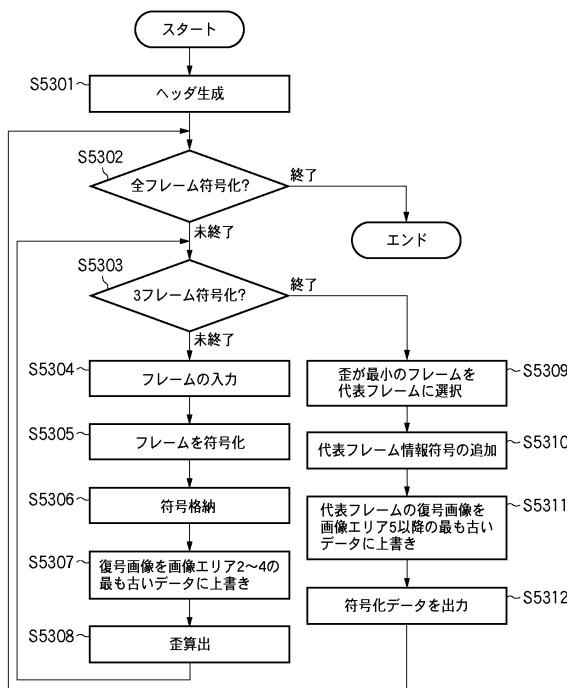 スタート
S5301
ヘッダ生成
S5302
全フレーム符号化?
終了
エンド
未終了
S5303
3フレーム符号化?
終了
未終了
S5304
フレームの入力
S5305
フレームを符号化
S5306
符号格納
S5307
復号画像を画像エリア2〜4の
最も古いデータに上書き
S5308
歪算出
S5309
歪が最小のフレームを
代表フレームに選択
S5310
代表フレーム情報符号の追加
S5311
代表フレームの復号画像を
画像エリア5以降の最も古い
データに上書き
S5312
符号化データを出力